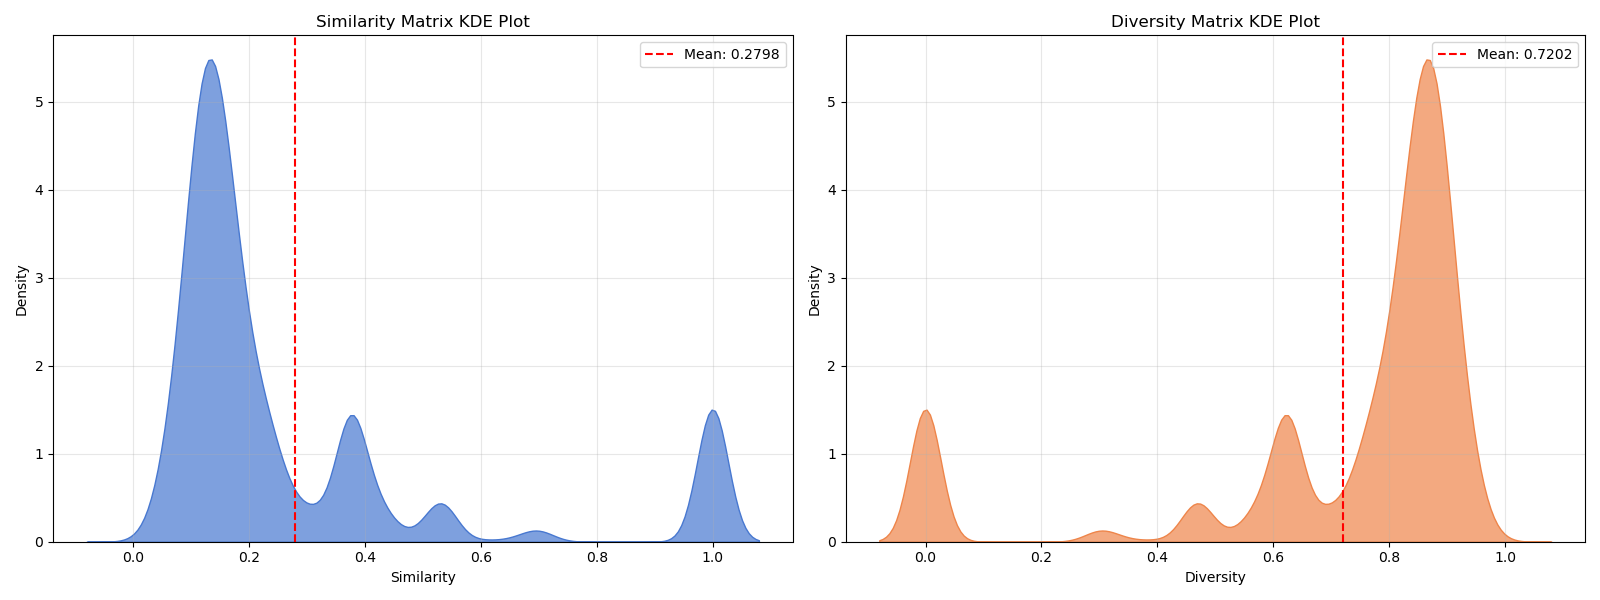 Similarity Matrix KDE Plot
Mean: 0.2798
5
4
3
2
1
0
Density
0.0 0.2 0.4 0.6 0.8 1.0
Similarity
Diversity Matrix KDE Plot
Mean: 0.7202
5
4
3
2
1
0
Density
0.0 0.2 0.4 0.6 0.8 1.0
Diversity